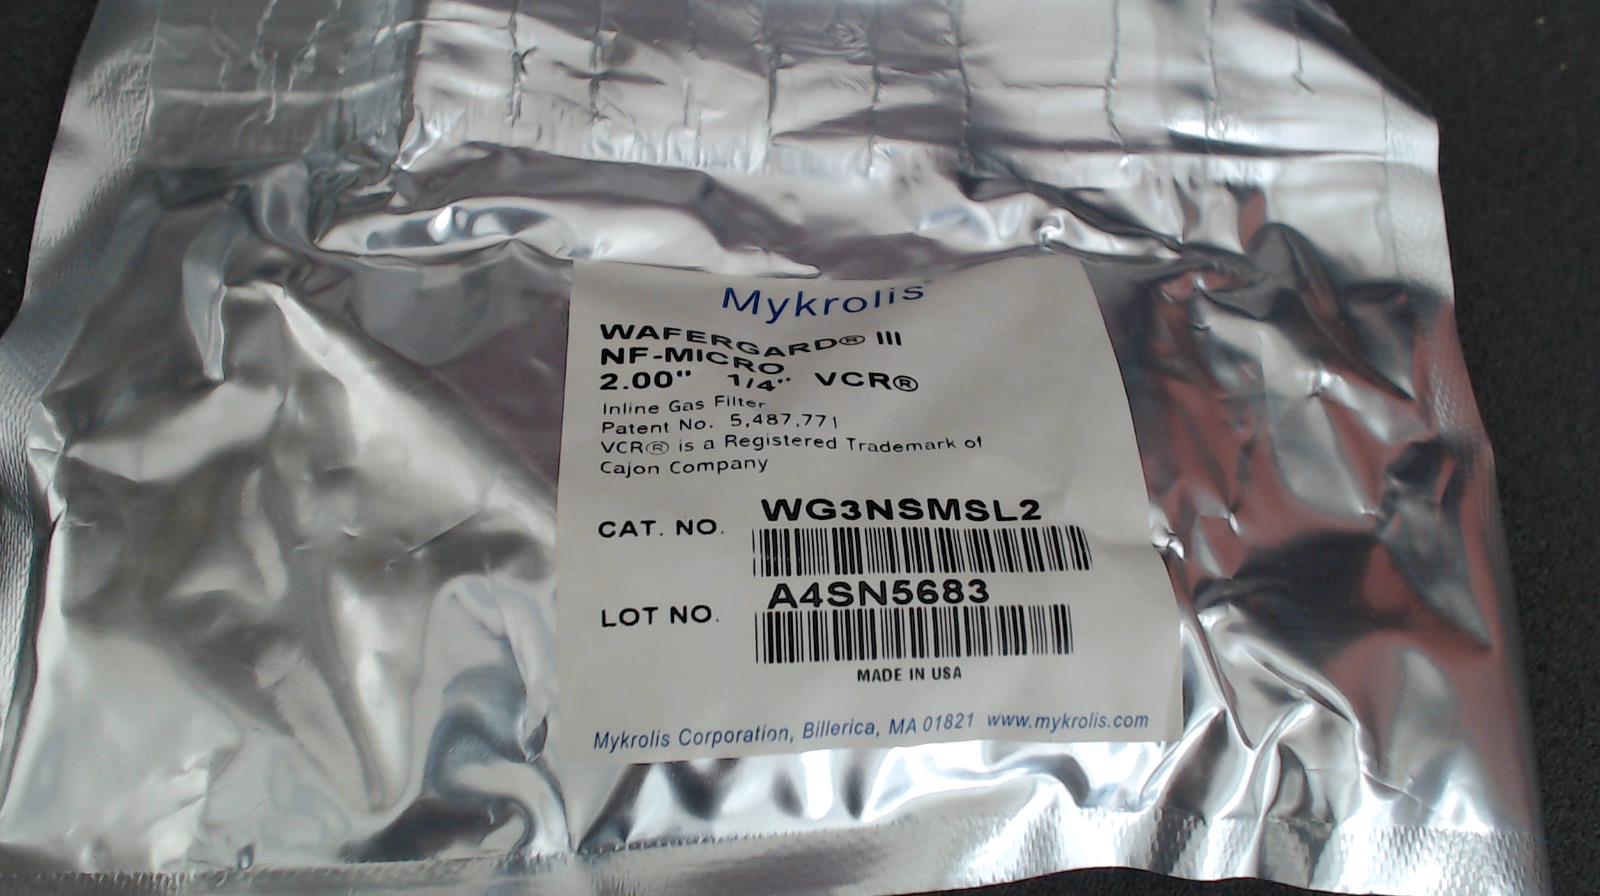 Mykrolis
WAFERGARD® III
NF-MICRO
2.00" 1/4" VCR®
Inline Gas Filter
Patent No. 5,487,771
VCR® is a Registered Trademark of
Cajon Company
CAT. NO. WG3NSMSL2
LOT NO. A4SN5683
MADE IN USA
Mykrolis Corporation, Billerica, MA 01821 www.mykrolis.com